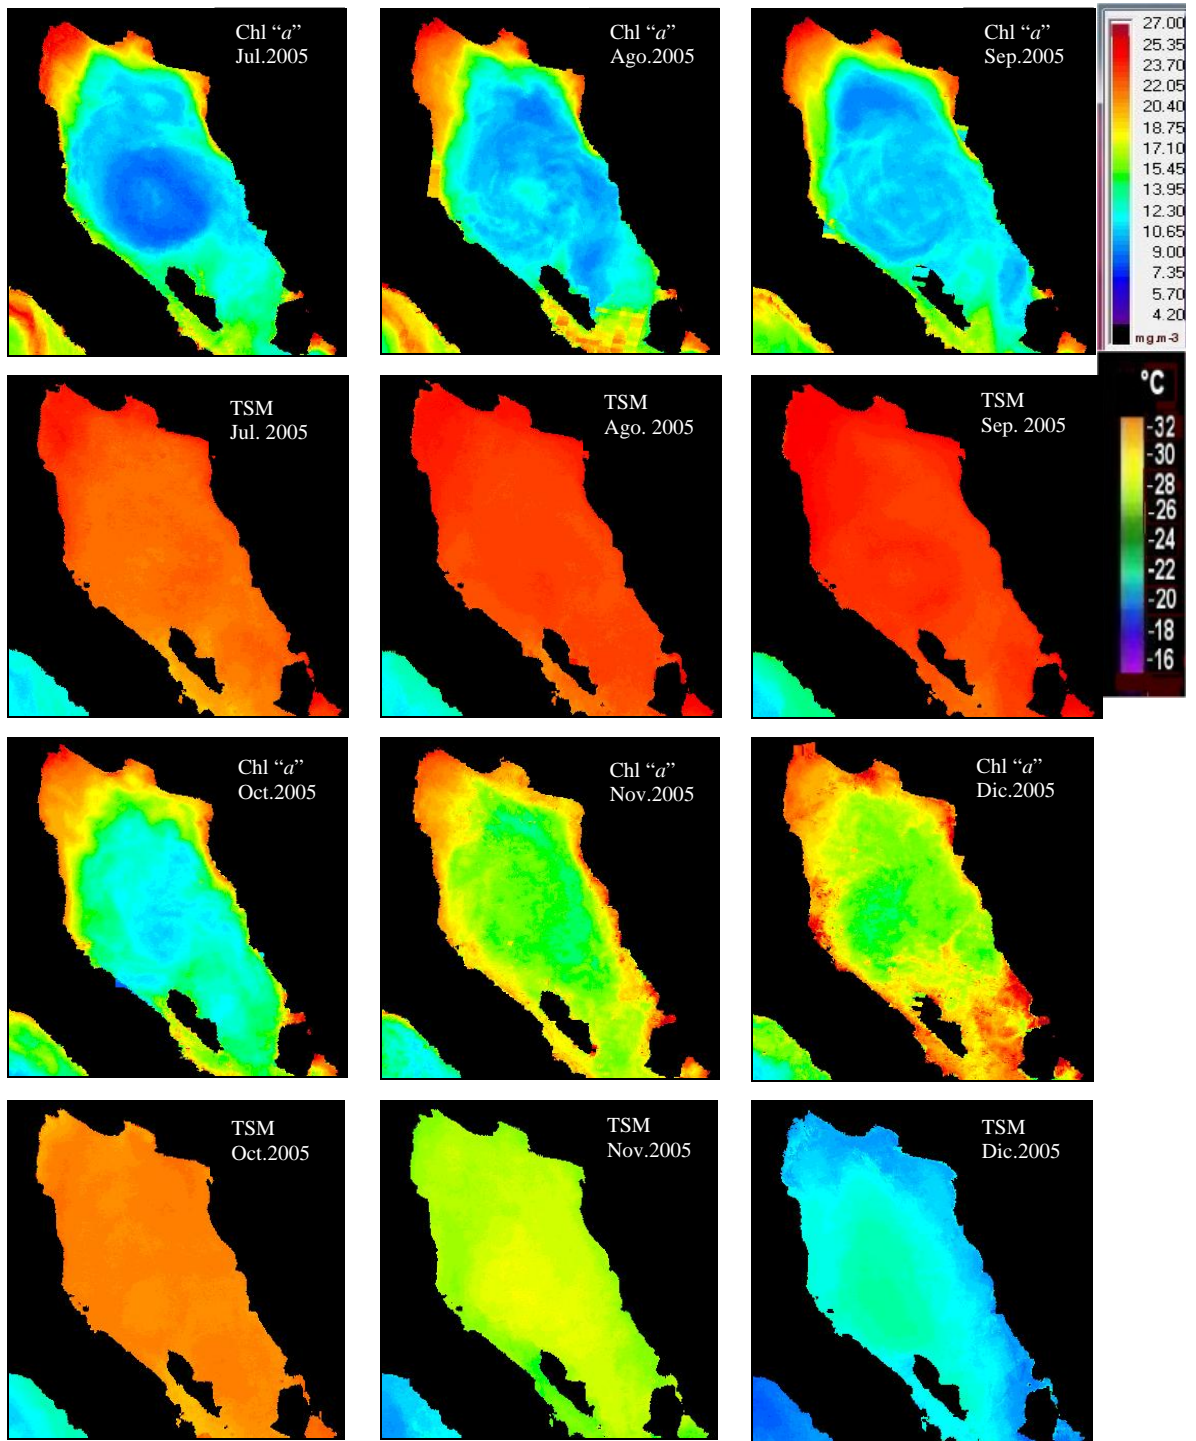 Chl “a”
Jul.2005
Chl “a”
Ago.2005
Chl “a”
Sep.2005
27.00
25.35
23.70
22.05
20.40
18.75
17.10
15.45
13.95
12.30
10.65
9.00
7.35
5.70
4.20
mg.m-3
TSM
Jul. 2005
TSM
Ago. 2005
TSM
Sep. 2005
°C
-32
-30
-28
-26
-24
-22
-20
-18
-16
Chl “a”
Oct.2005
Chl “a”
Nov.2005
Chl “a”
Dic.2005
TSM
Oct.2005
TSM
Nov.2005
TSM
Dic.2005